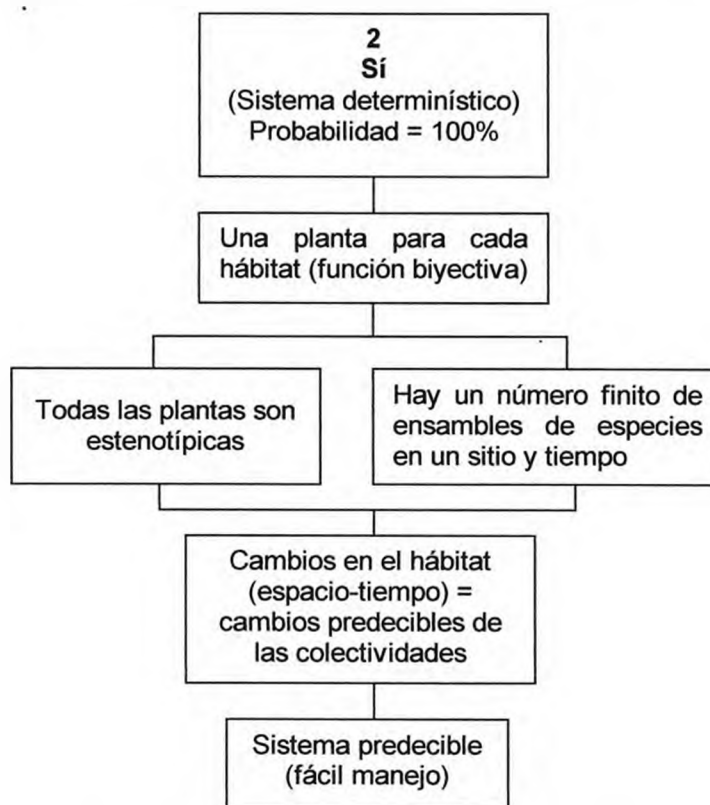 2
Sí
(Sistema determinístico)
Probabilidad = 100%
Una planta para cada
hábitat (función biyectiva)
Todas las plantas son
estenotípicas
Hay un número finito de
ensambles de especies
en un sitio y tiempo
Cambios en el hábitat
(espacio-tiempo) =
cambios predecibles de
las colectividades
Sistema predecible
(fácil manejo)